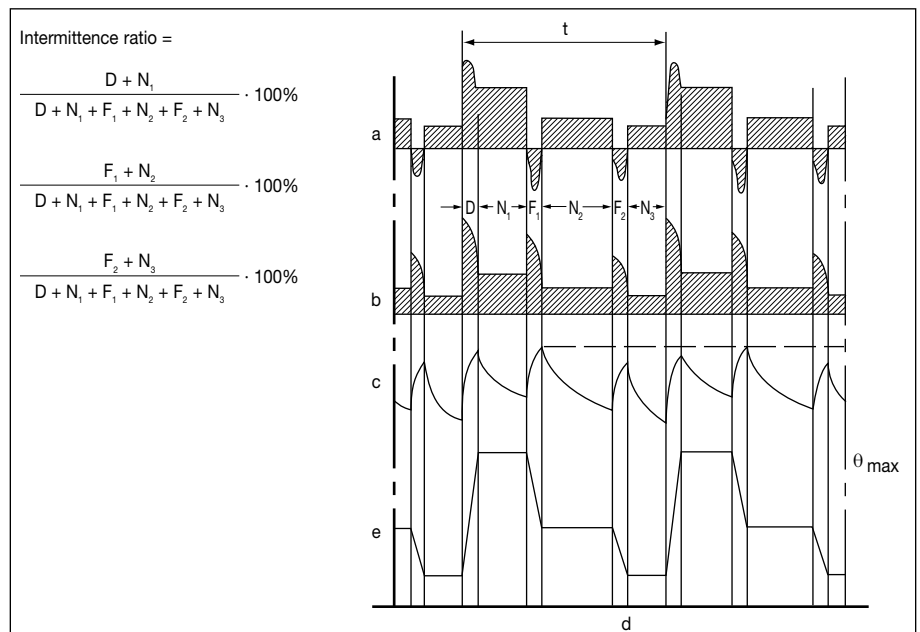 Intermittence ratio =
D + N₁
D + N₁ + F₁ + N₂ + F₂ + N₃
· 100%
F₁ + N₂
D + N₁ + F₁ + N₂ + F₂ + N₃
· 100%
F₂ + N₃
D + N₁ + F₁ + N₂ + F₂ + N₃
· 100%
t
a
D N₁ F₁ N₂ F₂ N₃
b
c
θ max
e
d